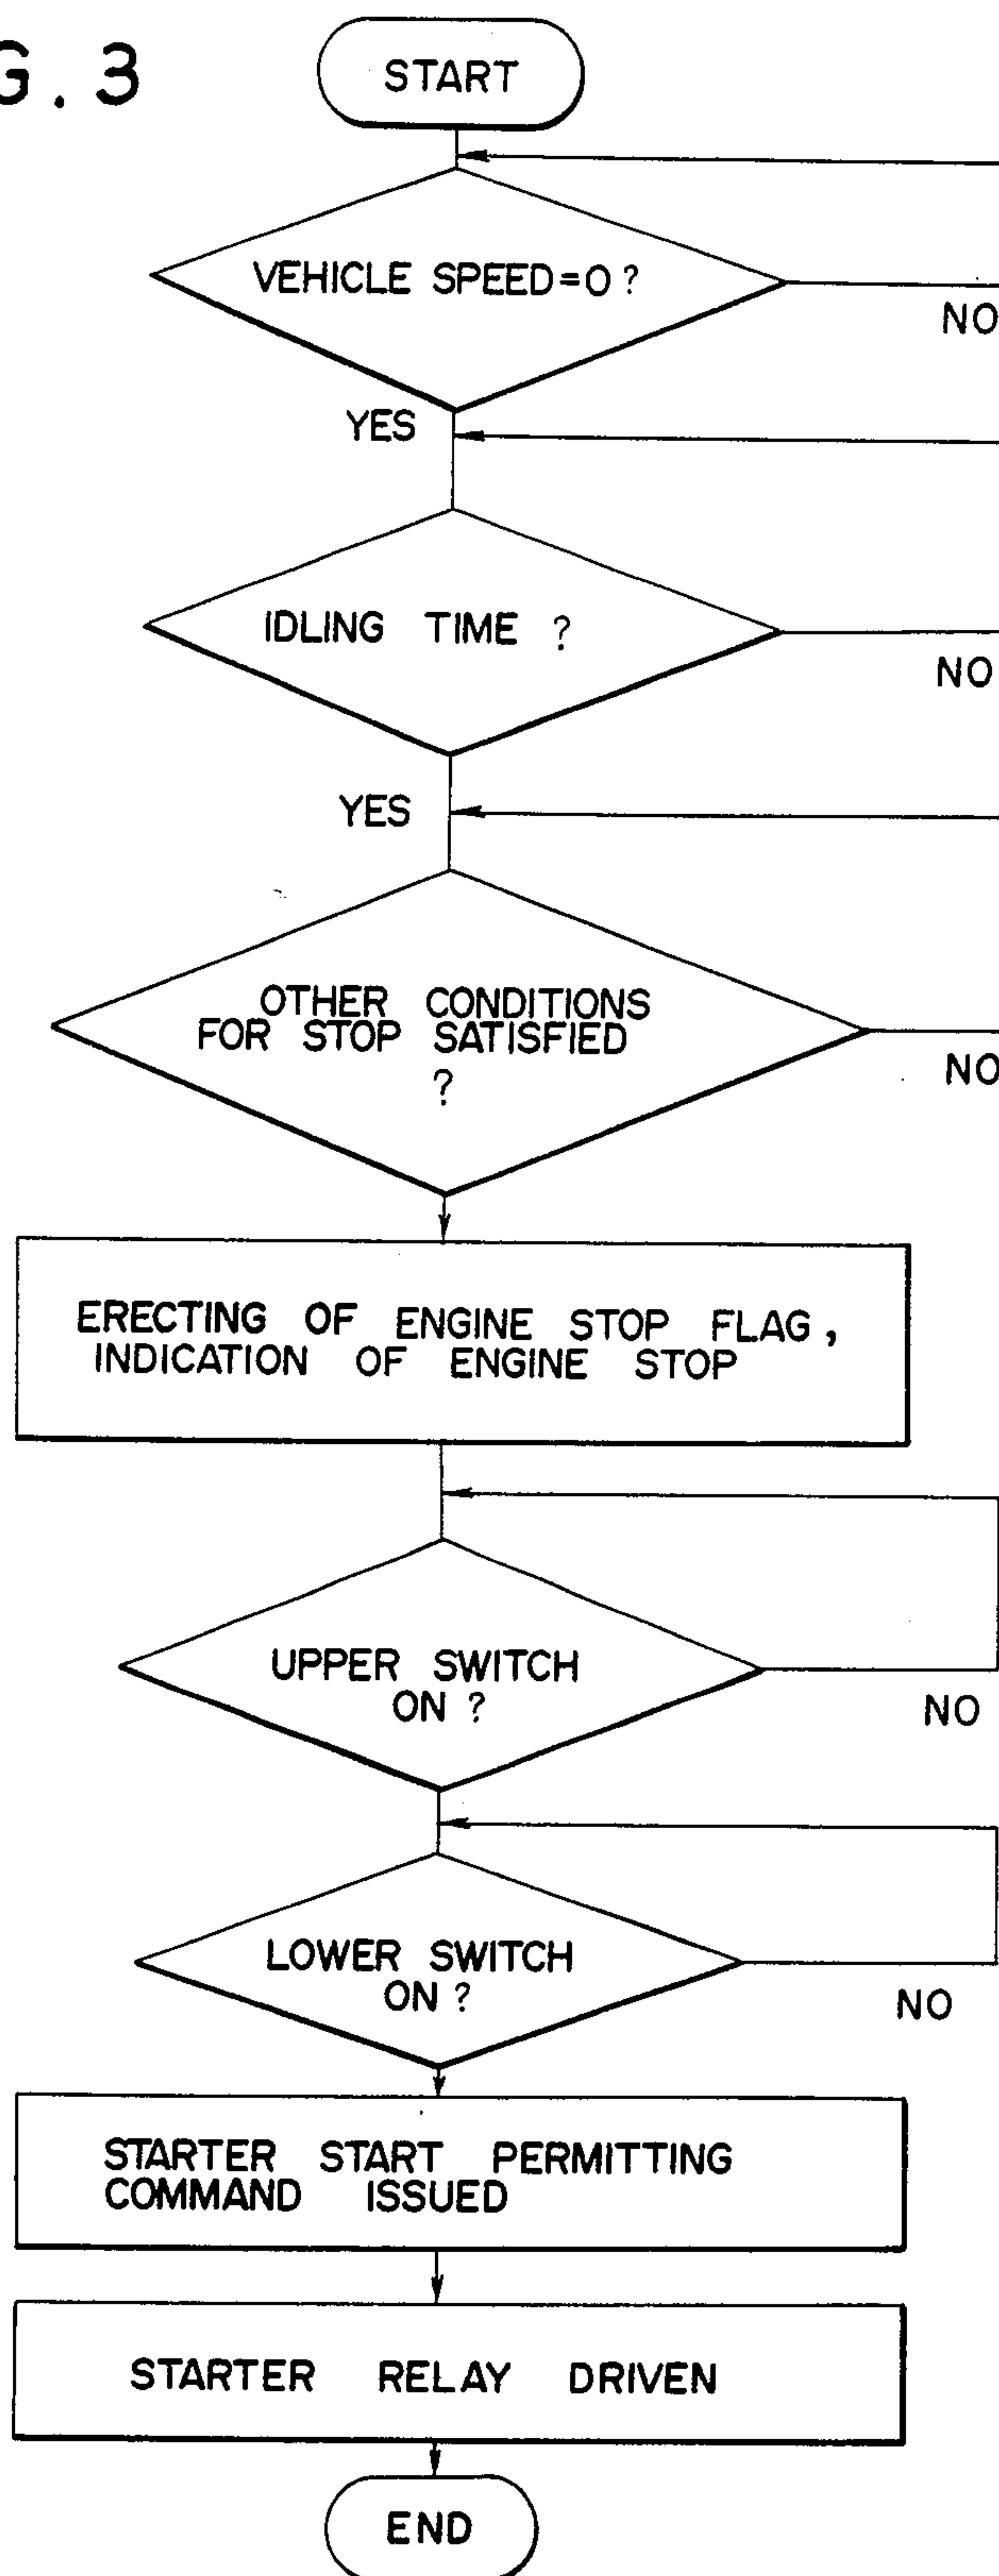 G. 3
START
VEHICLE SPEED=0?
NO
YES
IDLING TIME ?
NO
YES
OTHER CONDITIONS
FOR STOP SATISFIED
?
NO
ERECTING OF ENGINE STOP FLAG,
INDICATION OF ENGINE STOP
UPPER SWITCH
ON ?
NO
LOWER SWITCH
ON ?
NO
STARTER START PERMITTING
COMMAND ISSUED
STARTER RELAY DRIVEN
END